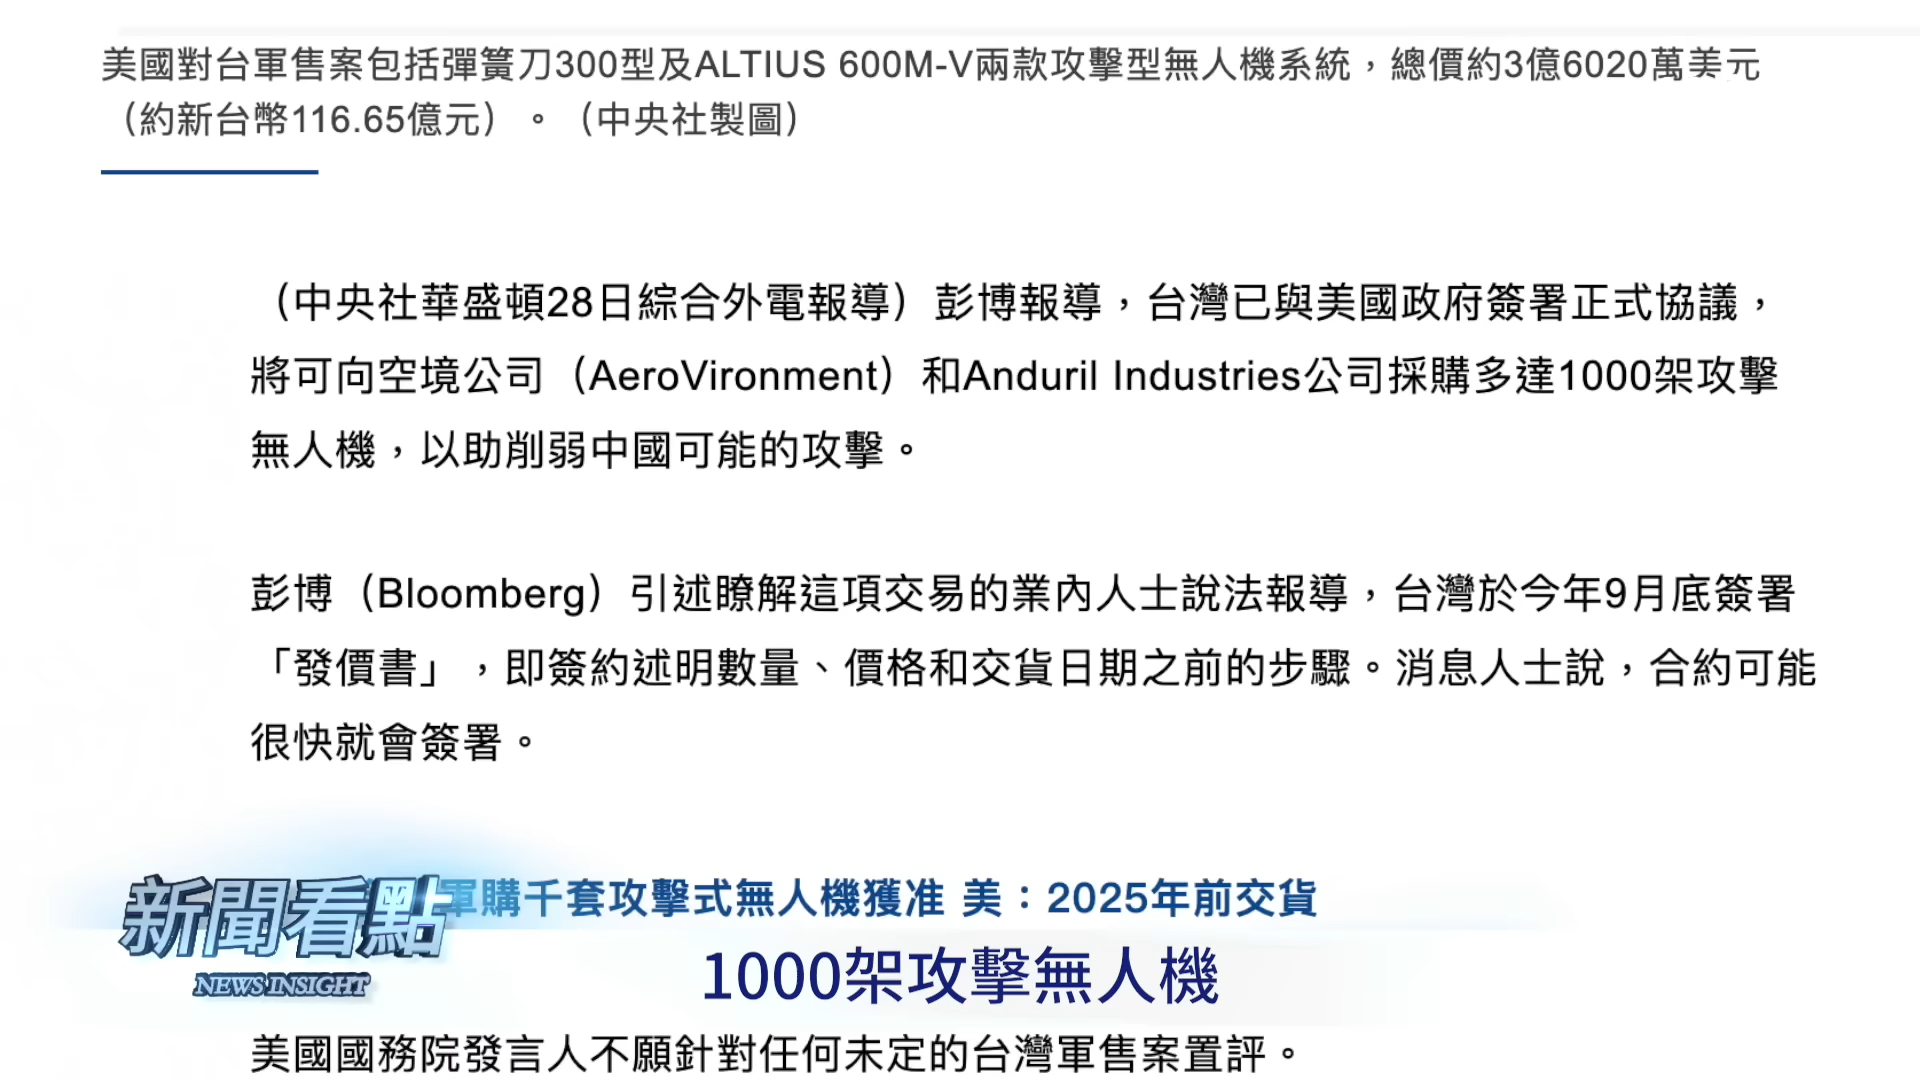 美國對台軍售案包括彈簧刀300型及ALTIUS 600M-V兩款攻擊型無人機系統，總價約3億6020萬美元
（約新台幣116.65億元）。（中央社製圖）
（中央社華盛頓28日綜合外電報導）彭博報導，台灣已與美國政府簽署正式協議，
將可向空境公司（AeroVironment）和Anduril Industries公司採購多達1000架攻擊
無人機，以助削弱中國可能的攻擊。
彭博（Bloomberg）引述瞭解這項交易的業內人士說法報導，台灣於今年9月底簽署
「發價書」，即簽約述明數量、價格和交貨日期之前的步驟。消息人士說，合約可能
很快就會簽署。
軍購千套攻擊式無人機獲准 美：2025年前交貨
新聞看點
NEWS INSIGHT
1000架攻擊無人機
美國國務院發言人不願針對任何未定的台灣軍售案置評。